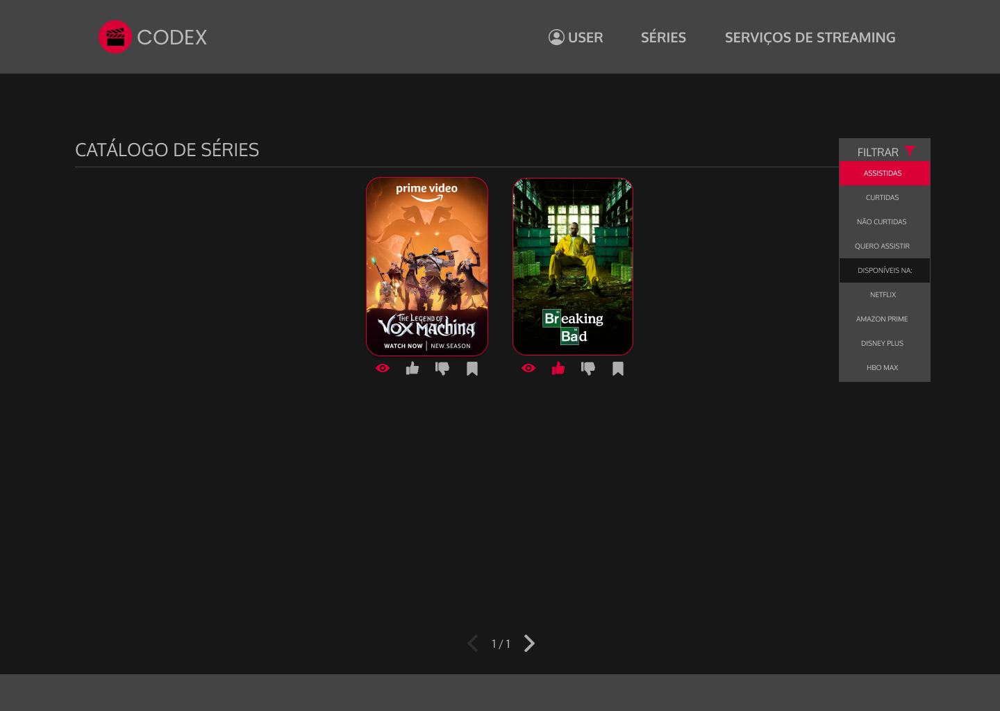 CODEX
USER
SÉRIES
SERVIÇOS DE STREAMING
CATÁLOGO DE SÉRIES
FILTRAR
ASSISTIDAS
CURTIDAS
NÃO CURTIDAS
QUERO ASSISTIR
DISPONÍVEIS NA:
NETFLIX
AMAZON PRIME
DISNEY PLUS
HBO MAX
prime video
THE LEGEND OF
VOX MACHINA
WATCH NOW | NEW SEASON
35
Breaking
56
Bad
1 / 1